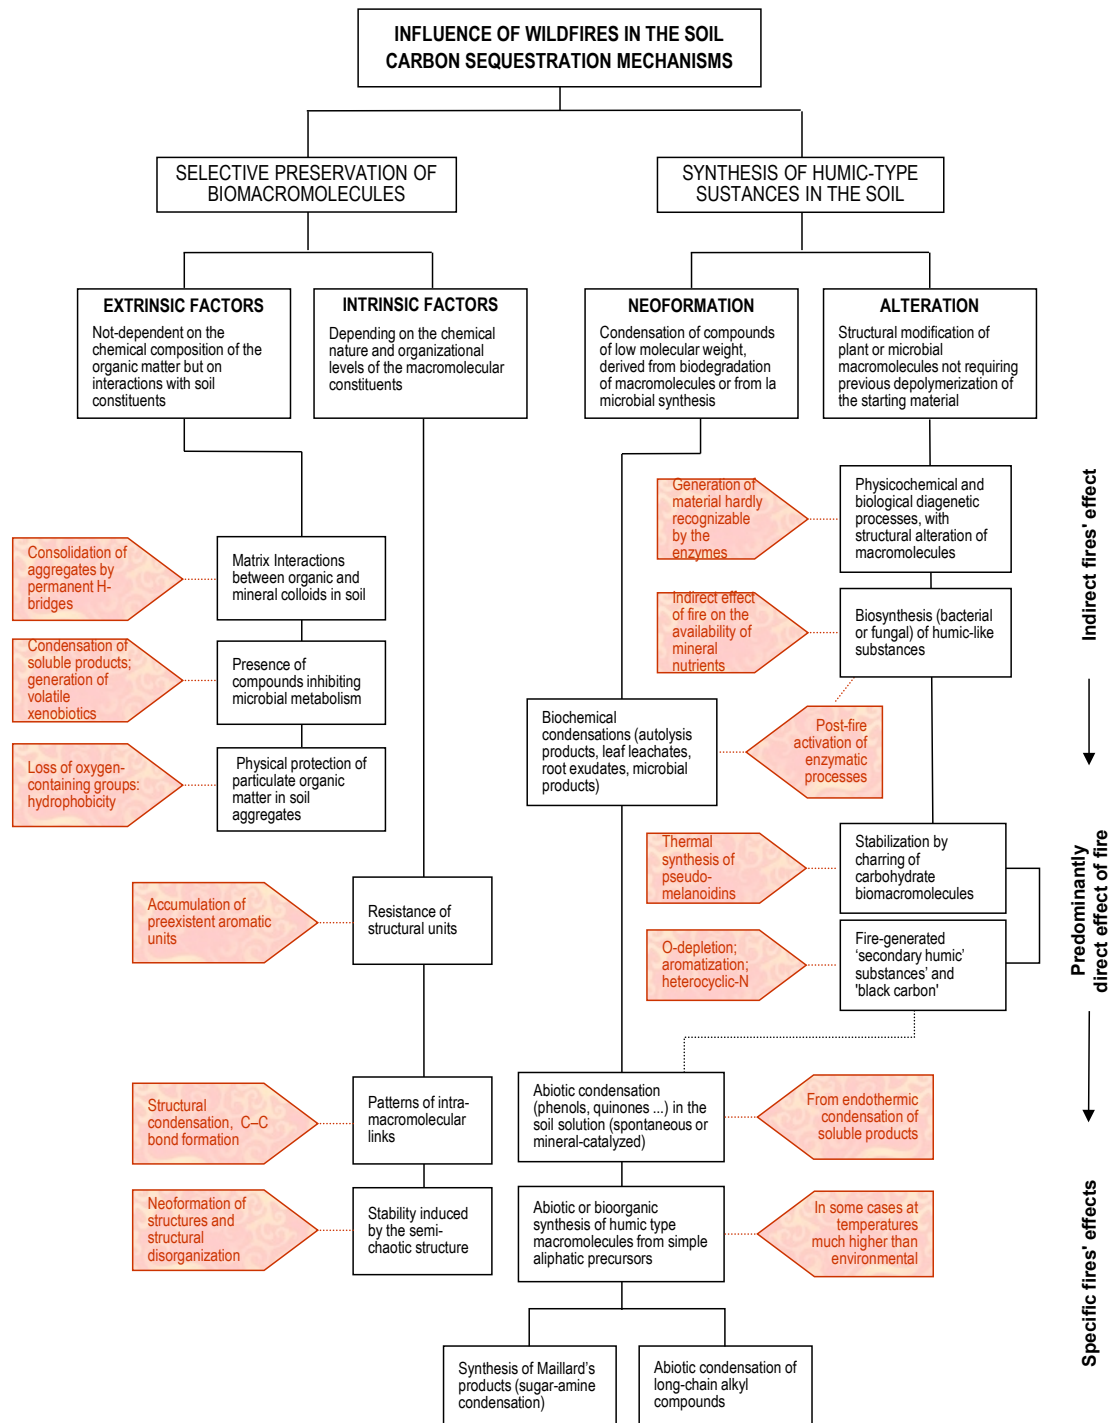 INFLUENCE OF WILDFIRES IN THE SOIL
CARBON SEQUESTRATION MECHANISMS
SELECTIVE PRESERVATION OF
BIOMACROMOLECULES
SYNTHESIS OF HUMIC-TYPE
SUSTANCES IN THE SOIL
EXTRINSIC FACTORS
Not-dependent on the
chemical composition of the
organic matter but on
interactions with soil
constituents
INTRINSIC FACTORS
Depending on the chemical
nature and organizational
levels of the macromolecular
constituents
NEOFORMATION
Condensation of compounds
of low molecular weight,
derived from biodegradation
of macromolecules or from la
microbial synthesis
ALTERATION
Structural modification of
plant or microbial
macromolecules not requiring
previous depolymerization of
the starting material
Generation of
material hardly
recognizable
by the
enzymes
Physicochemical and
biological diagenetic
processes, with
structural alteration of
macromolecules
Consolidation of
aggregates by
permanent H-
bridges
Matrix Interactions
between organic and
mineral colloids in soil
Indirect effect
of fire on the
availability of
mineral
nutrients
Biosynthesis (bacterial
or fungal) of humic-like
substances
Condensation of
soluble products;
generation of
volatile
xenobiotics
Presence of
compounds inhibiting
microbial metabolism
Biochemical
condensations (autolysis
products, leaf leachates,
root exudates, microbial
products)
Post-fire
activation of
enzymatic
processes
Loss of oxygen-
containing groups:
hydrophobicity
Physical protection of
particulate organic
matter in soil
aggregates
Thermal
synthesis of
pseudo-
melanoidins
Stabilization by
charring of
carbohydrate
biomacromolecules
Accumulation of
preexistent aromatic
units
Resistance of
structural units
O-depletion;
aromatization;
heterocyclic-N
Fire-generated
‘secondary humic’
substances’ and
'black carbon'
Structural
condensation, C–C
bond formation
Patterns of intra-
macromolecular
links
Abiotic condensation
(phenols, quinones ...) in the
soil solution (spontaneous or
mineral-catalyzed)
From endothermic
condensation of
soluble products
Neoformation of
structures and
structural
disorganization
Stability induced
by the semi-
chaotic structure
Abiotic or bioorganic
synthesis of humic type
macromolecules from simple
aliphatic precursors
In some cases at
temperatures
much higher than
environmental
Synthesis of Maillard’s
products (sugar-amine
condensation)
Abiotic condensation of
long-chain alkyl
compounds
Indirect fires' effect
Predominantly
direct effect of fire
Specific fires' effects